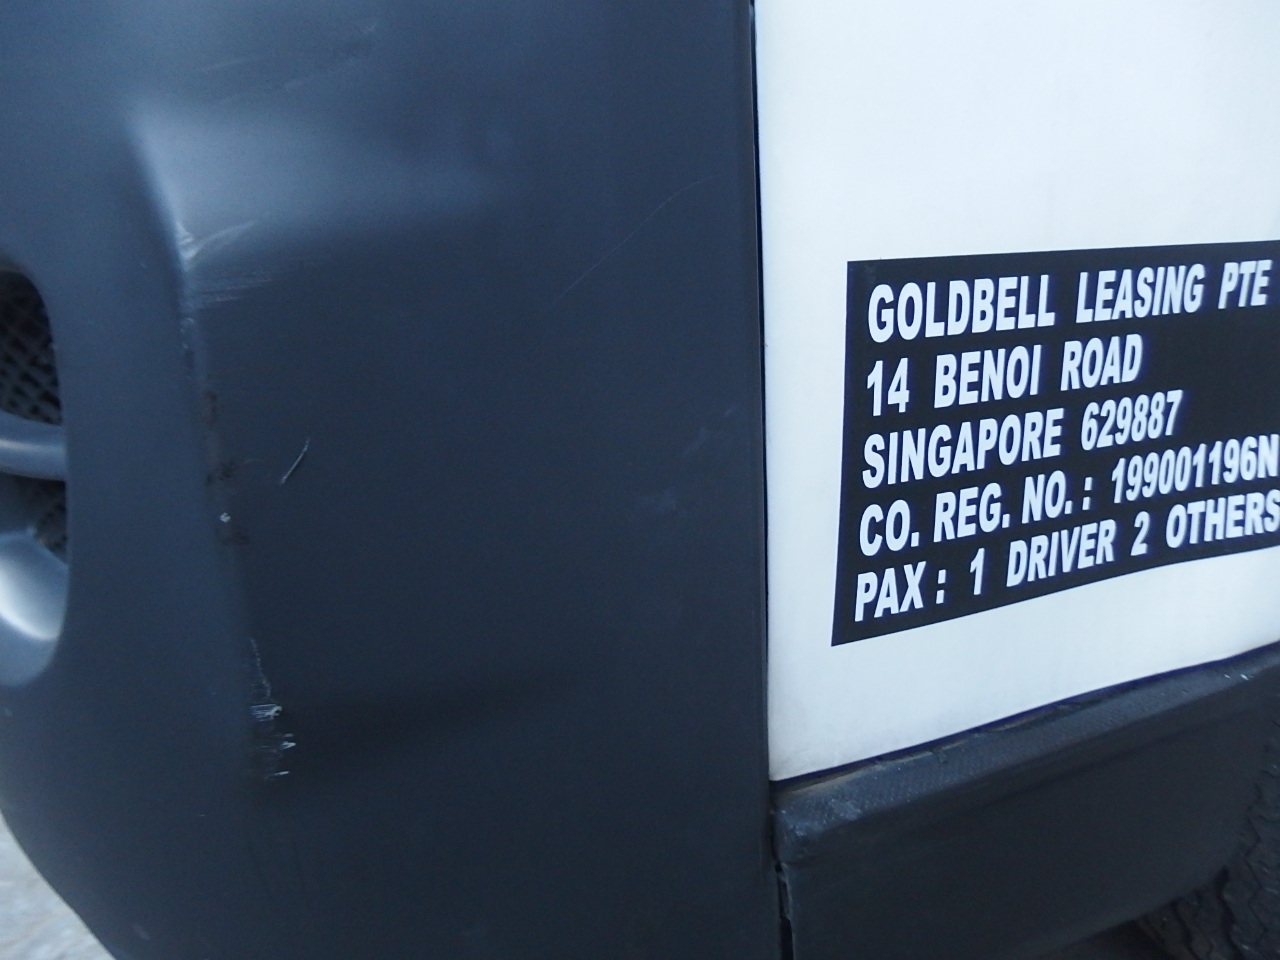 GOLDBELL LEASING PTE
14 BENOI ROAD
SINGAPORE 629887
CO. REG. NO. : 199001196N
PAX : 1 DRIVER 2 OTHERS